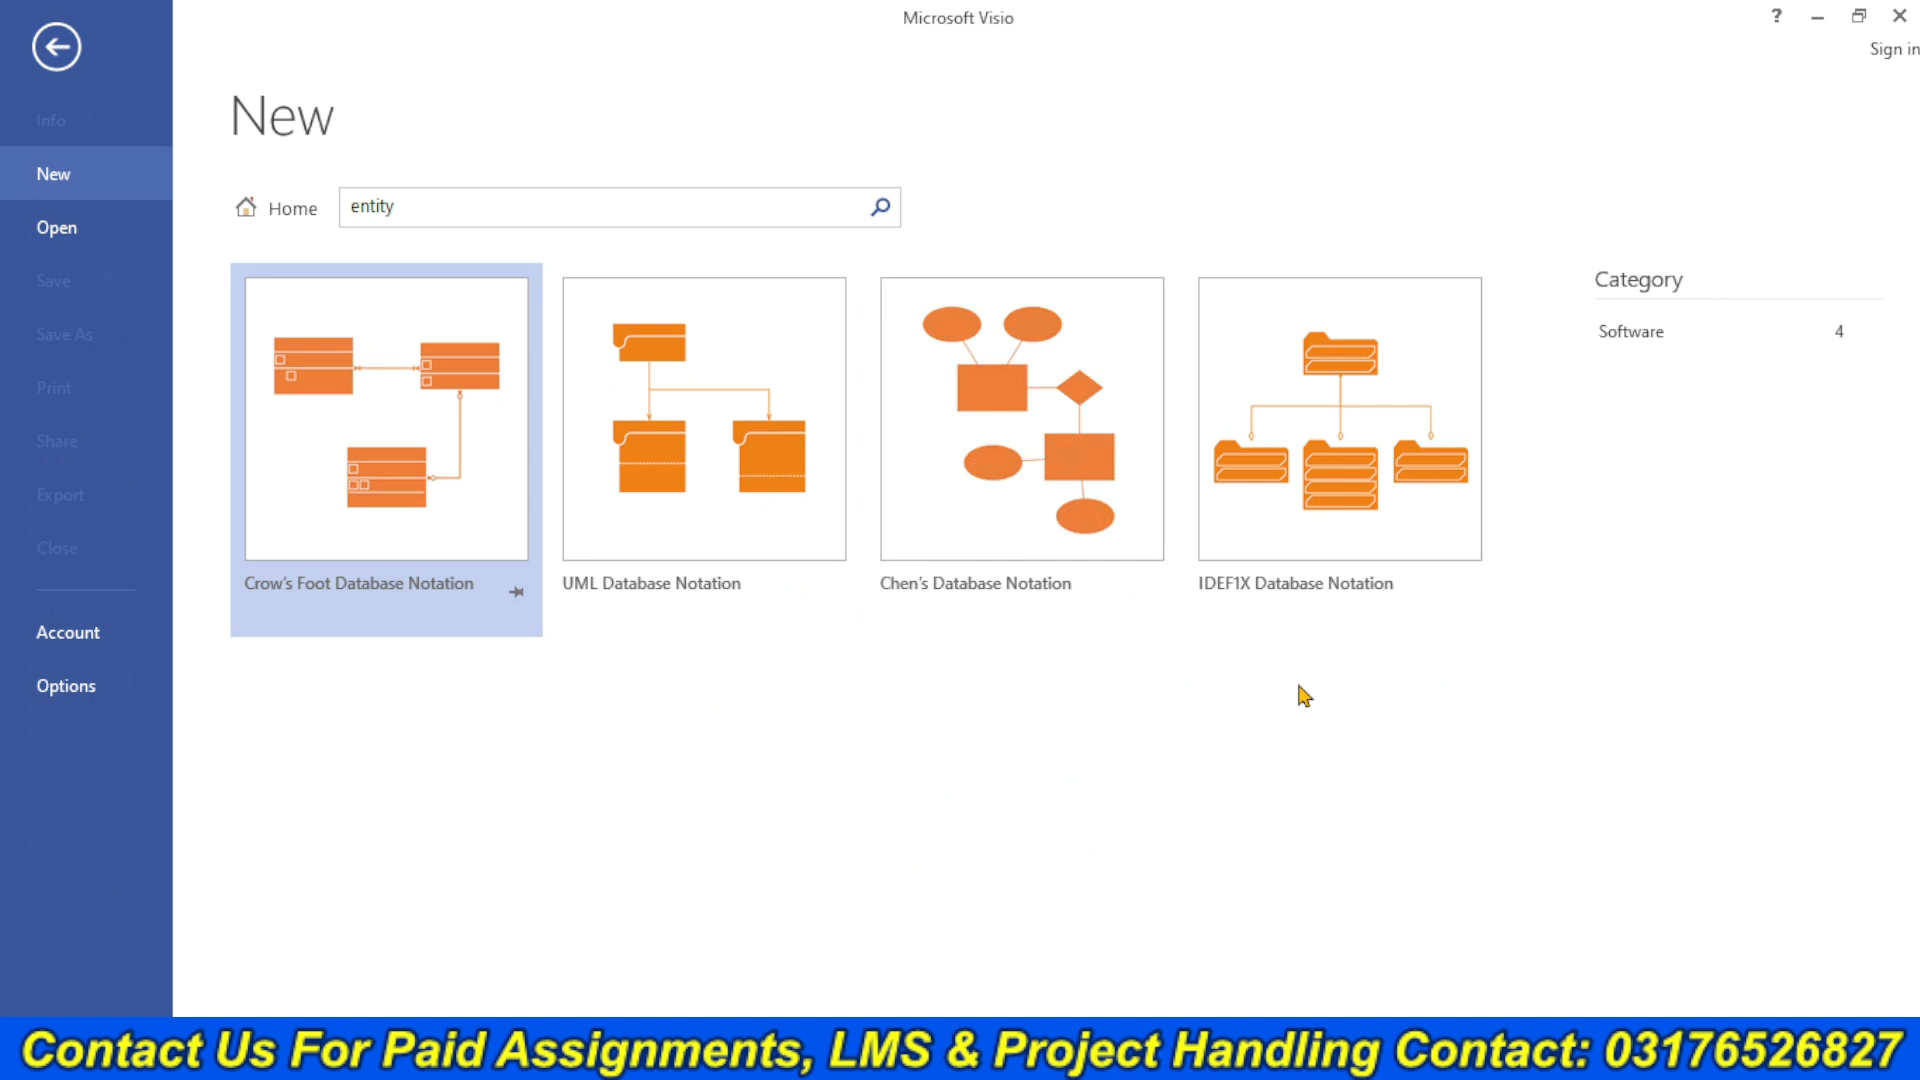 Microsoft Visio
?
Sign in
Info
New
Open
Save
Save As
Print
Share
Export
Close
Account
Options
New
Home
entity
Crow's Foot Database Notation
UML Database Notation
Chen's Database Notation
IDEF1X Database Notation
Category
Software 4
Contact Us For Paid Assignments, LMS & Project Handling Contact: 03176526827